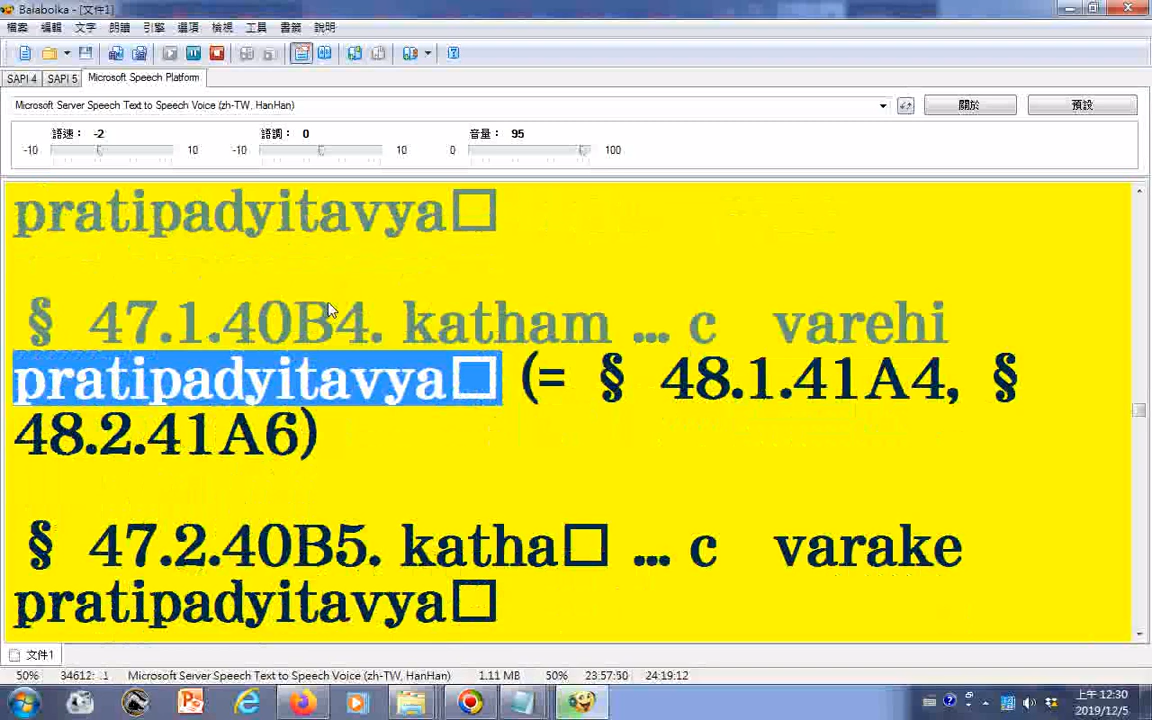 Balabolka - [文件1]
檔案 編輯 文字 朗讀 引擎 選項 檢視 工具 書籤 說明
SAPI 4 SAPI 5 Microsoft Speech Platform
Microsoft Server Speech Text to Speech Voice (zh-TW, HanHan) 關於 預設
語速： -2 語調： 0 音量： 95
-10 10 -10 10 0 100
pratipadyitavya□
§ 47.1.40B4. katham ... c varehi
pratipadyitavya□ (= § 48.1.41A4, §
48.2.41A6)
§ 47.2.40B5. katha□ ... c varake
pratipadyitavya□
文件1
50% 34612: .1 Microsoft Server Speech Text to Speech Voice (zh-TW, HanHan) 1.11 MB 50% 23:57:50 24:19:12
上午 12:30
2019/12/5